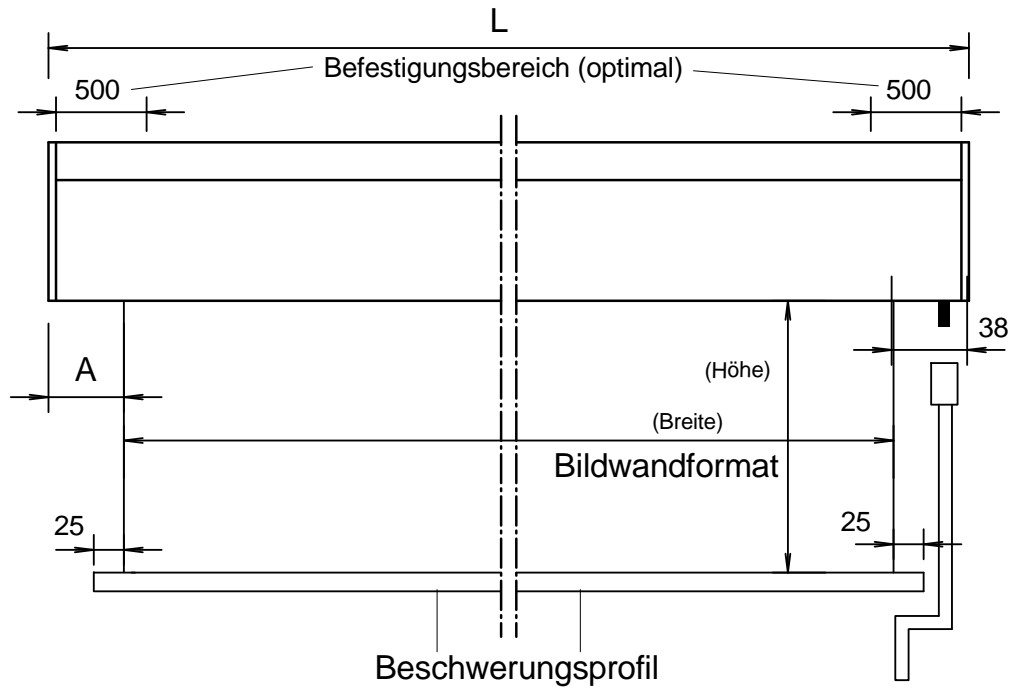 L
Befestigungsbereich (optimal)
500
500
38
A
(Höhe)
(Breite)
Bildwandformat
25
25
Beschwerungsprofil